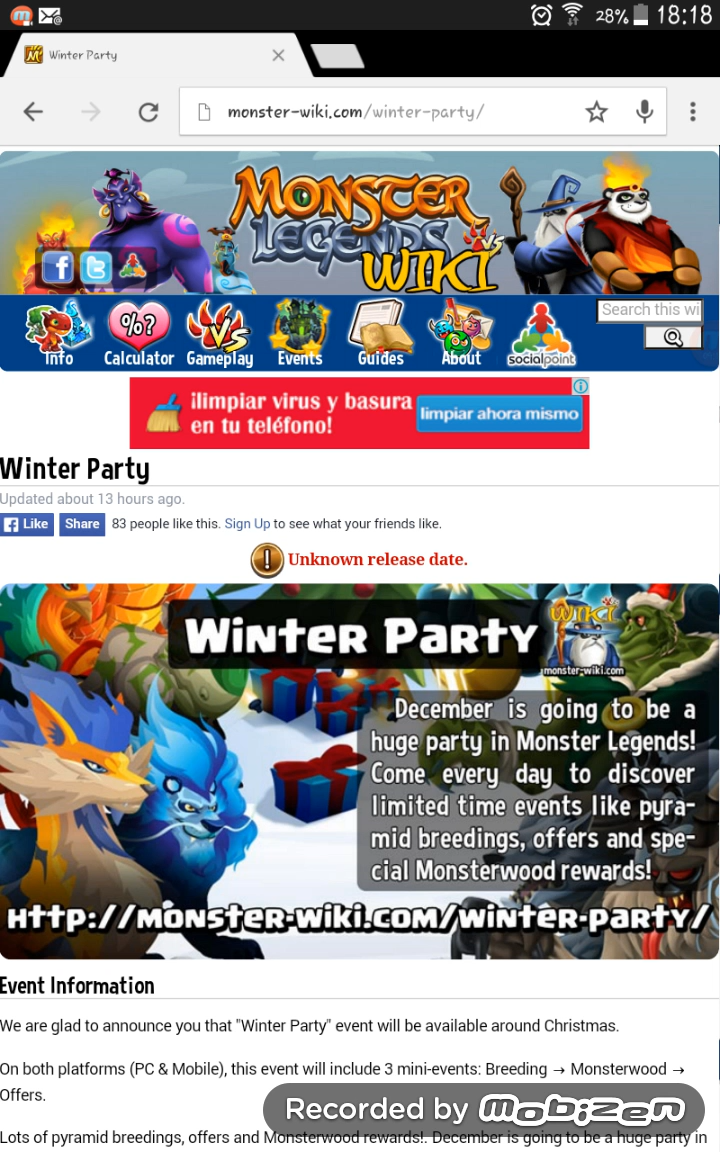 28% 18:18
Winter Party
monster-wiki.com/winter-party/
MONSTER
LEGENDS
WIKI
Info
Calculator
Gameplay
Events
Guides
About
socialpoint
Search this wi
%?
VS
¡limpiar virus y basura
en tu teléfono!
limpiar ahora mismo
Winter Party
Updated about 13 hours ago.
Like Share 83 people like this. Sign Up to see what your friends like.
Unknown release date.
Winter Party
WIKI
monster-wiki.com
December is going to be a
huge party in Monster Legends!
Come every day to discover
limited time events like pyra-
mid breedings, offers and spe-
cial Monsterwood rewards!
HTTP://MONSTER-WIKI.COM/WINTER-PARTY/
Event Information
We are glad to announce you that "Winter Party" event will be available around Christmas.
On both platforms (PC & Mobile), this event will include 3 mini-events: Breeding → Monsterwood →
Offers.
Recorded by MOBIZEN
Lots of pyramid breedings, offers and Monsterwood rewards!. December is going to be a huge party in